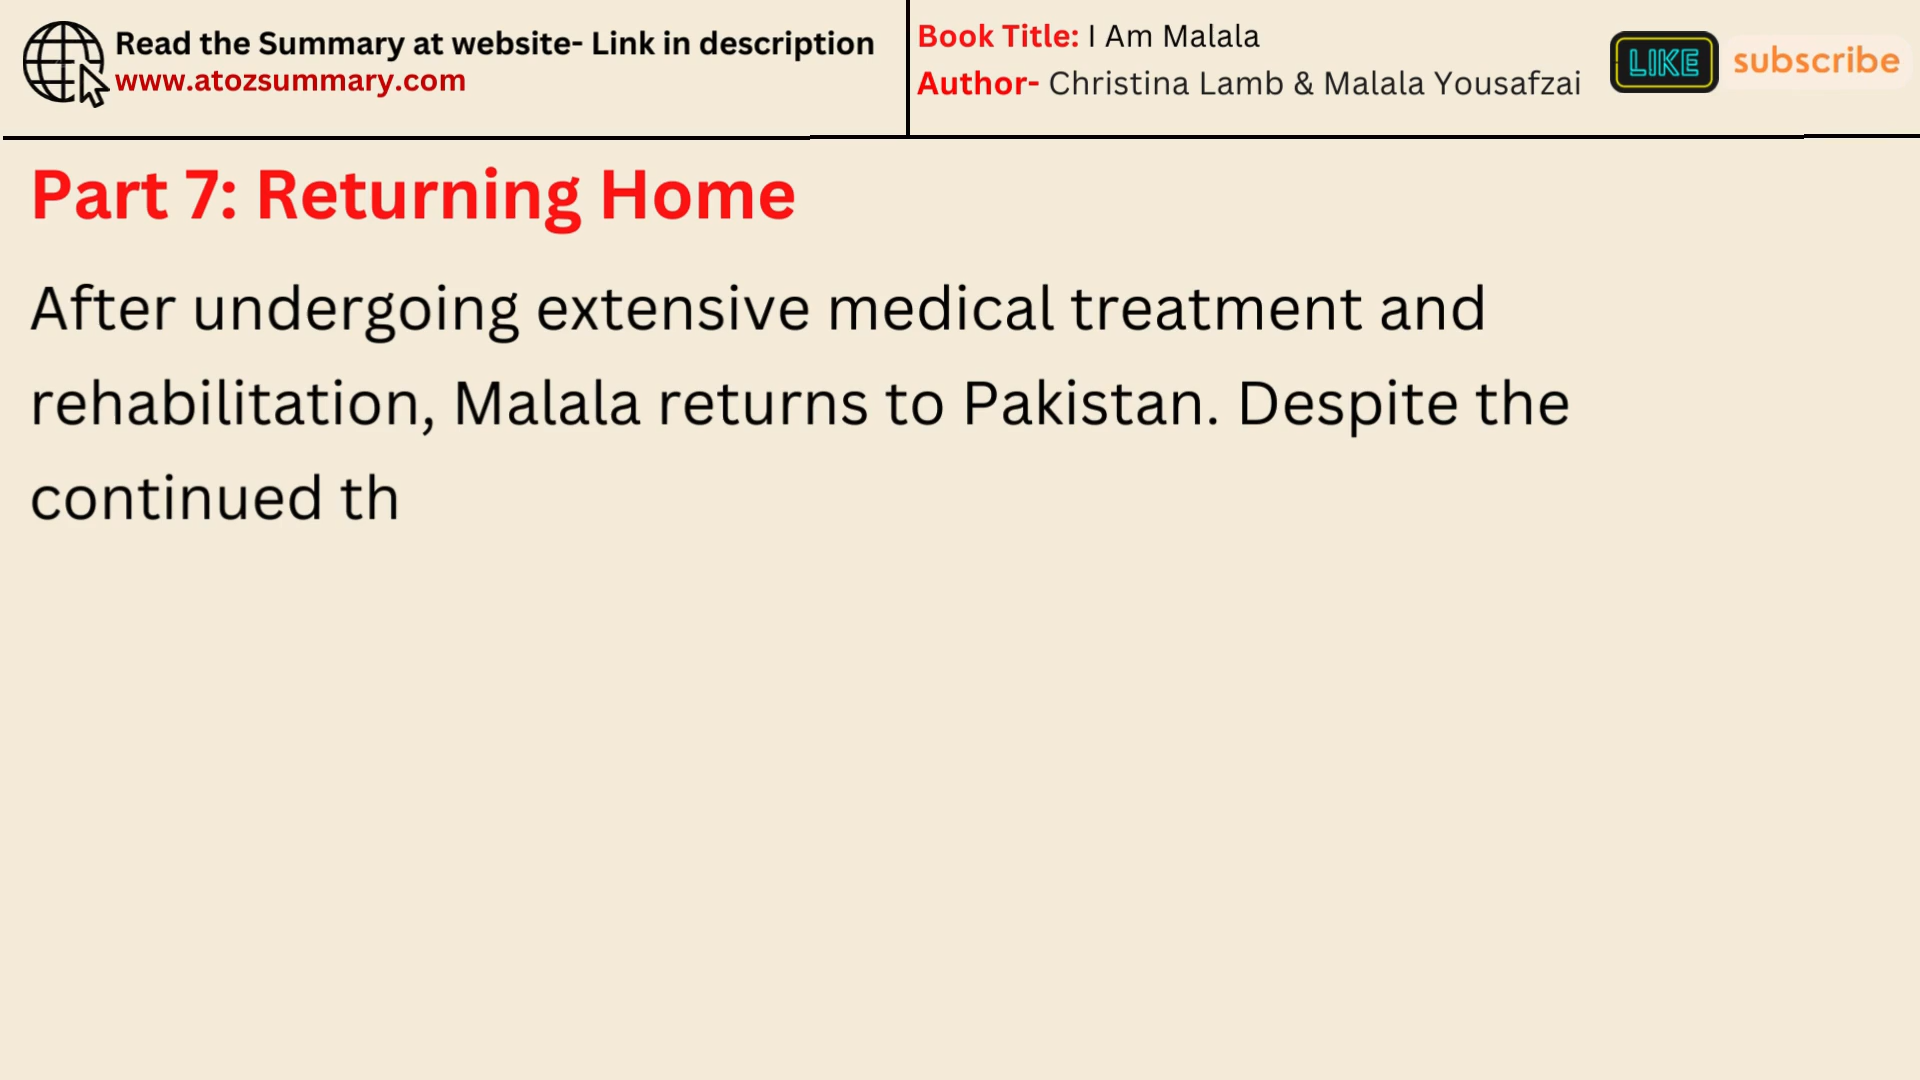 Read the Summary at website- Link in description
www.atozsummary.com
Book Title: I Am Malala
Author- Christina Lamb & Malala Yousafzai
LIKE
subscribe
Part 7: Returning Home
After undergoing extensive medical treatment and
rehabilitation, Malala returns to Pakistan. Despite the
continued th